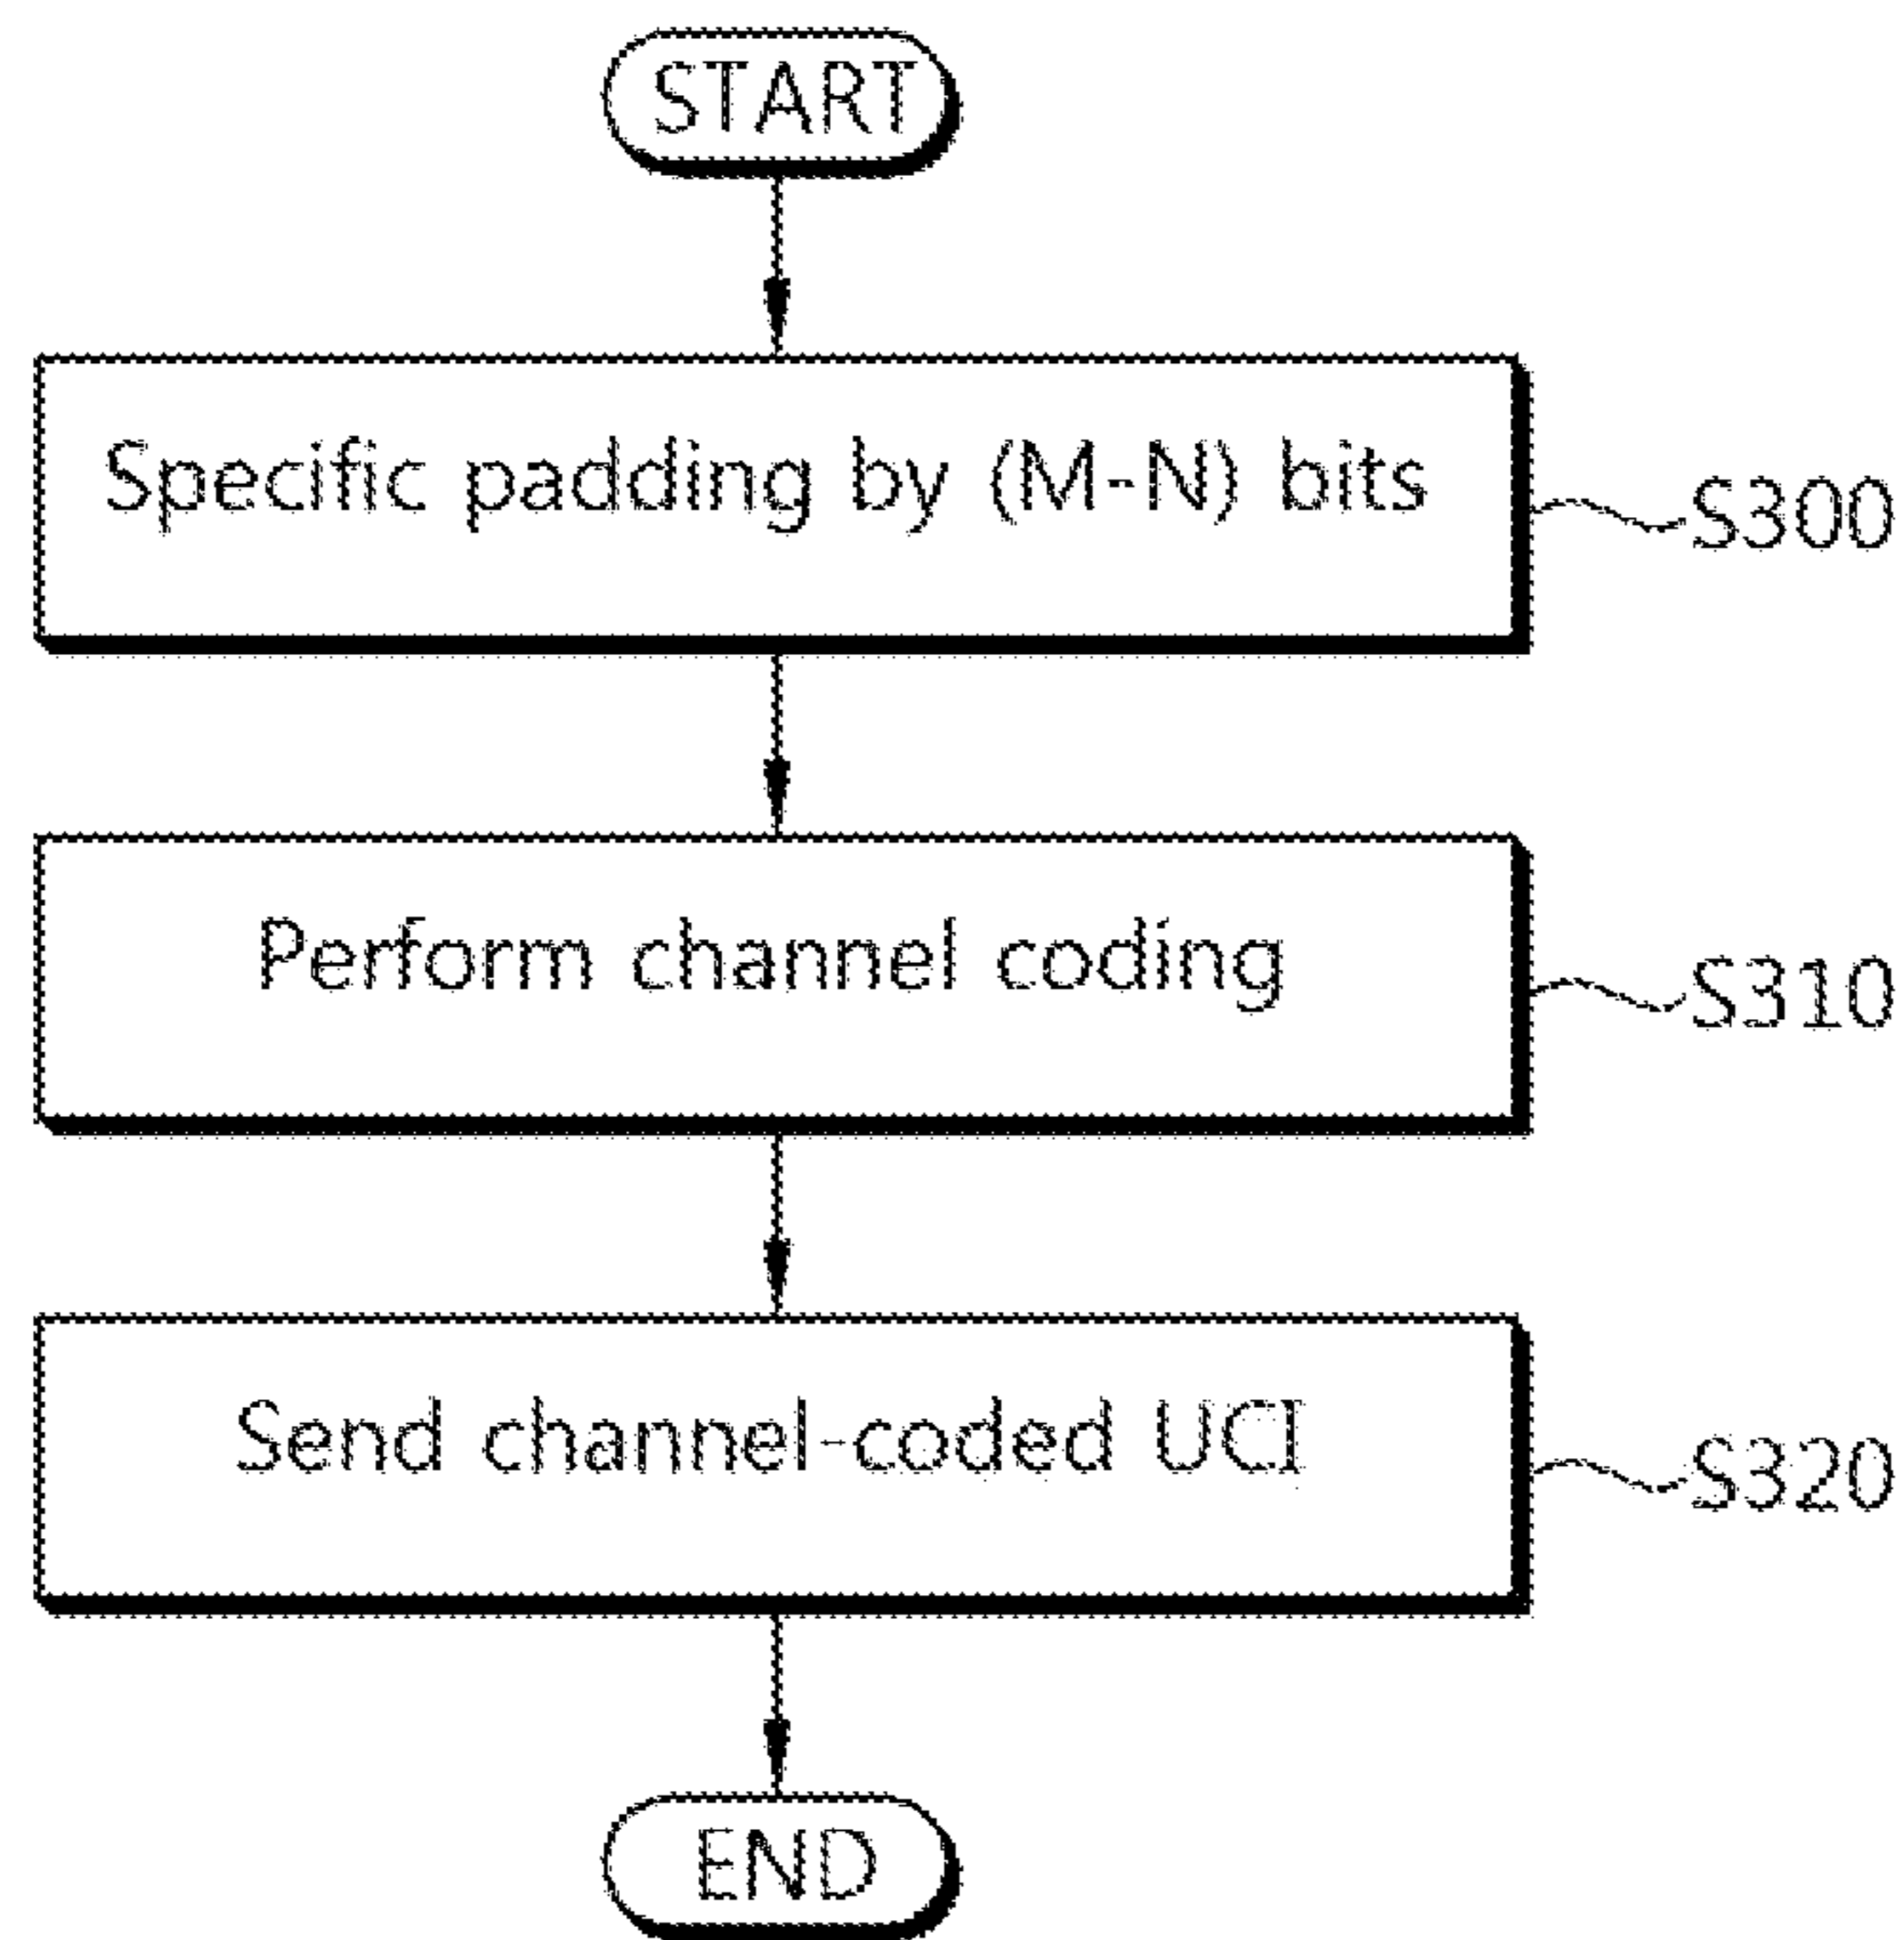 START
Specific padding by (M-N) bits
S300
Perform channel coding
S310
Send channel-coded UCI
S320
END